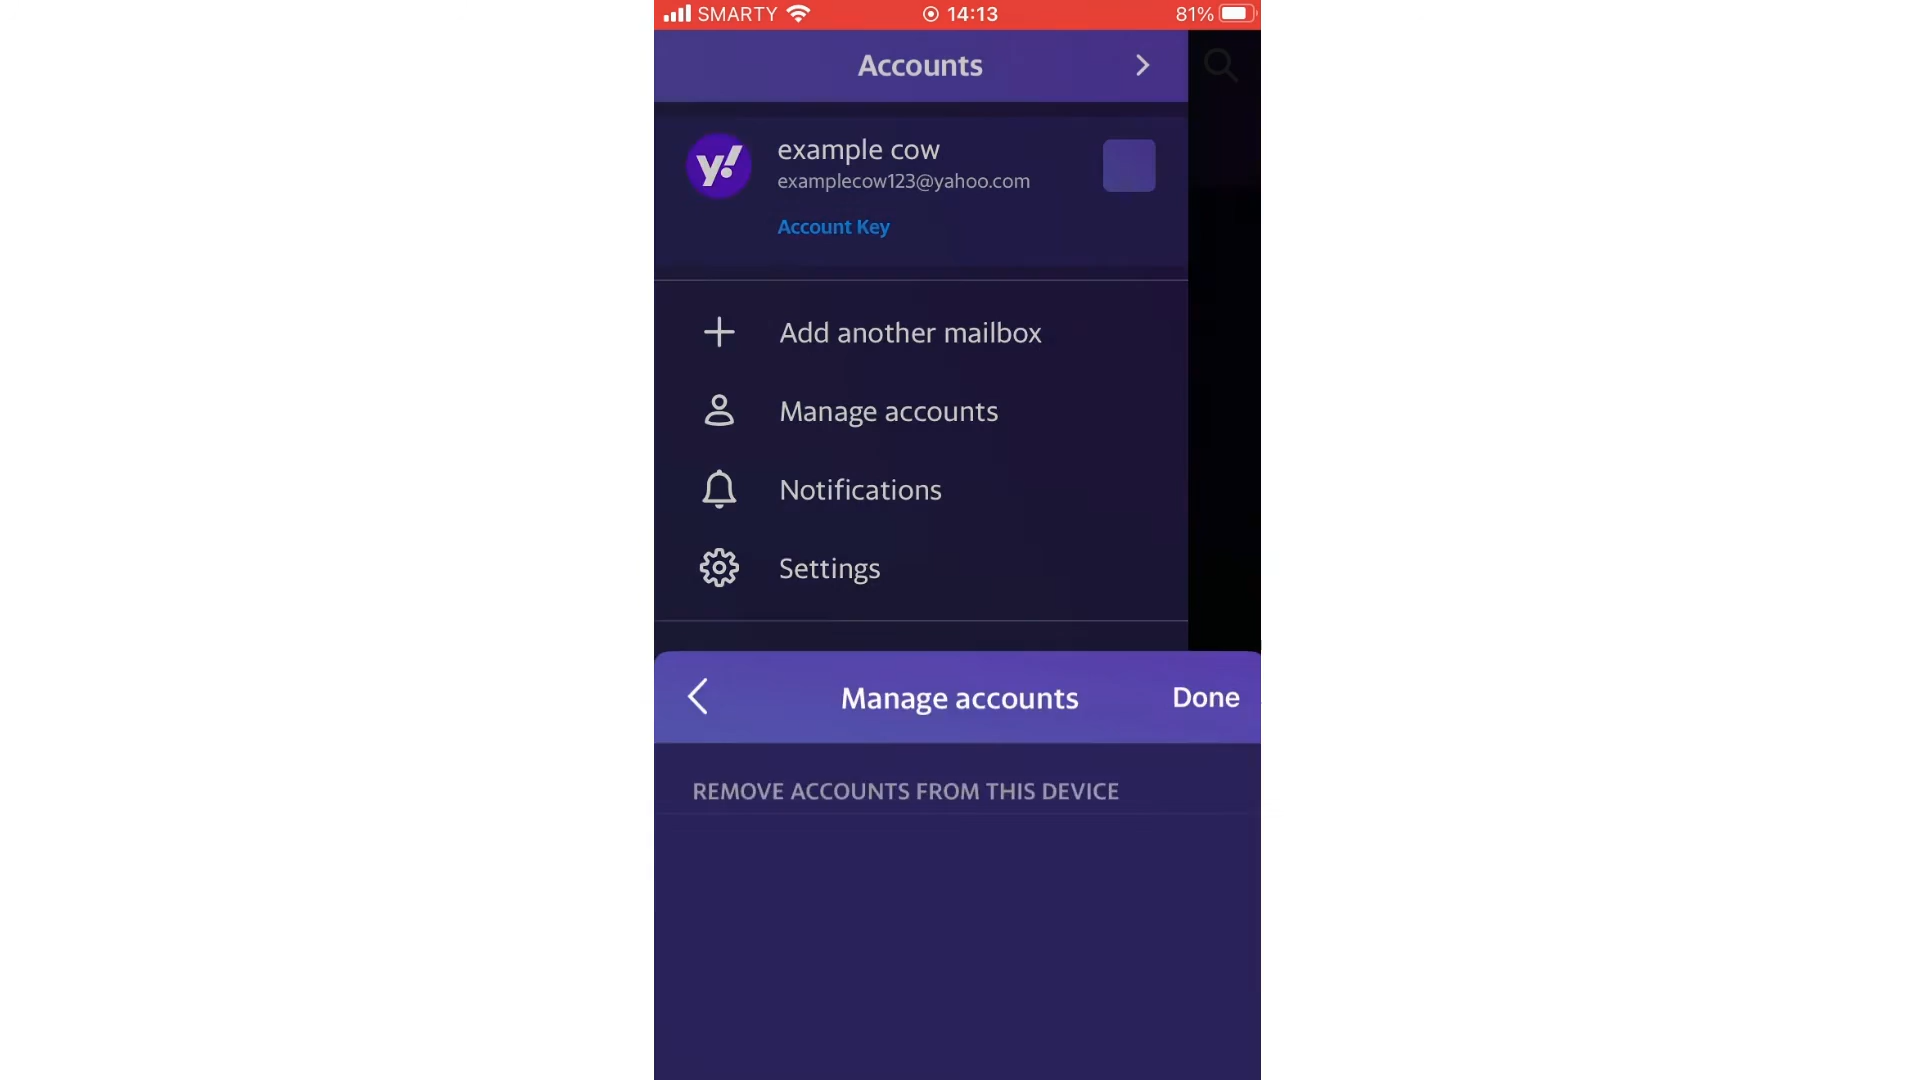 SMARTY 14:13 81%
Accounts
y!
example cow
examplecow123@yahoo.com
Account Key
Add another mailbox
Manage accounts
Notifications
Settings
Manage accounts Done
REMOVE ACCOUNTS FROM THIS DEVICE